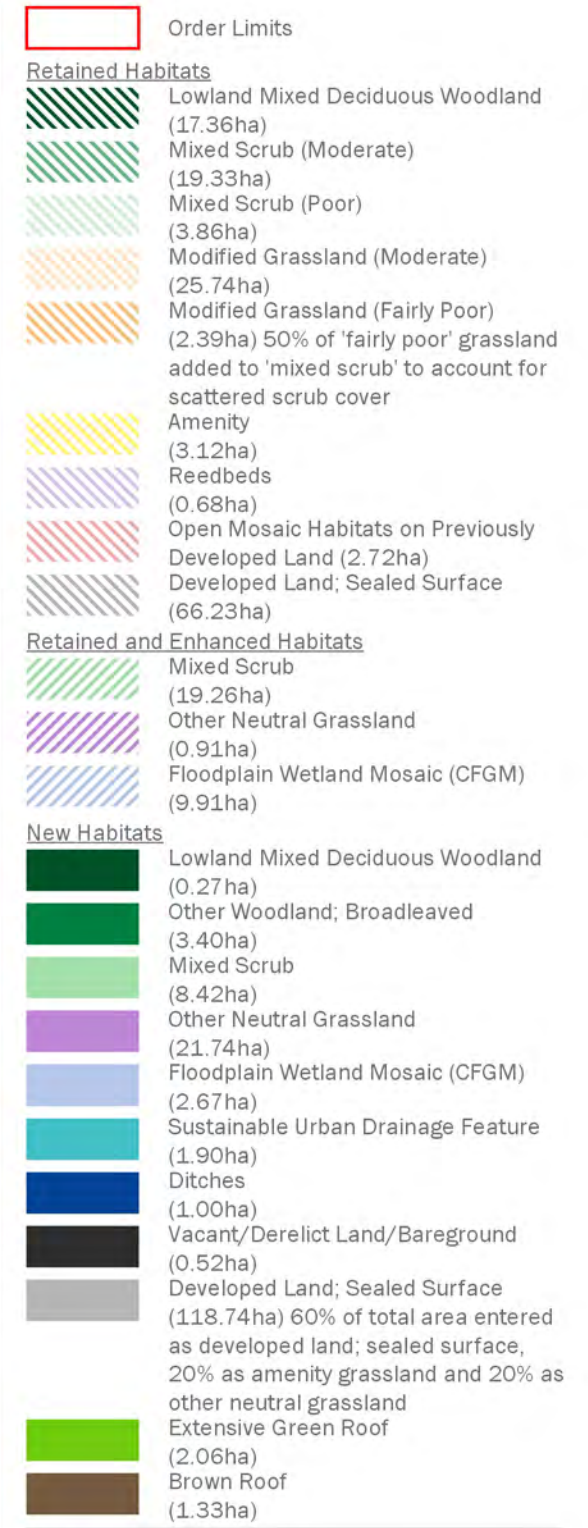 Order Limits
Retained Habitats
Lowland Mixed Deciduous Woodland
(17.36ha)
Mixed Scrub (Moderate)
(19.33ha)
Mixed Scrub (Poor)
(3.86ha)
Modified Grassland (Moderate)
(25.74ha)
Modified Grassland (Fairly Poor)
(2.39ha) 50% of 'fairly poor' grassland
added to 'mixed scrub' to account for
scattered scrub cover
Amenity
(3.12ha)
Reedbeds
(0.68ha)
Open Mosaic Habitats on Previously
Developed Land (2.72ha)
Developed Land; Sealed Surface
(66.23ha)
Retained and Enhanced Habitats
Mixed Scrub
(19.26ha)
Other Neutral Grassland
(0.91ha)
Floodplain Wetland Mosaic (CFGM)
(9.91ha)
New Habitats
Lowland Mixed Deciduous Woodland
(0.27ha)
Other Woodland; Broadleaved
(3.40ha)
Mixed Scrub
(8.42ha)
Other Neutral Grassland
(21.74ha)
Floodplain Wetland Mosaic (CFGM)
(2.67ha)
Sustainable Urban Drainage Feature
(1.90ha)
Ditches
(1.00ha)
Vacant/Derelict Land/Bareground
(0.52ha)
Developed Land; Sealed Surface
(118.74ha) 60% of total area entered
as developed land; sealed surface,
20% as amenity grassland and 20% as
other neutral grassland
Extensive Green Roof
(2.06ha)
Brown Roof
(1.33ha)